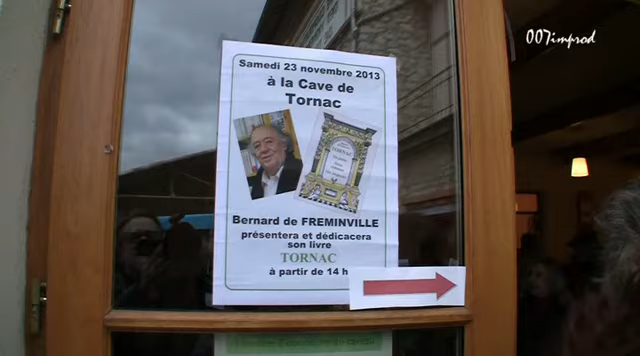 007improd
Samedi 23 novembre 2013
à la Cave de
Tornac
TORNAC
Bernard de FREMINVILLE
présentera et dédicacera
son livre
TORNAC
à partir de 14 h